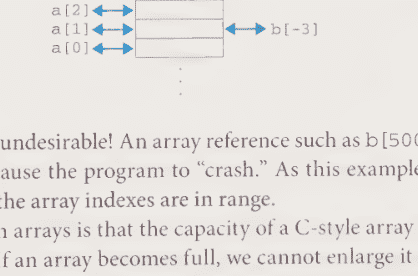 a[2]
a[1] b[-3]
a[0]
undesirable! An array reference such as b[500
ause the program to "crash." As this example
the array indexes are in range.
n arrays is that the capacity of a C-style array
f an array becomes full, we cannot enlarge it